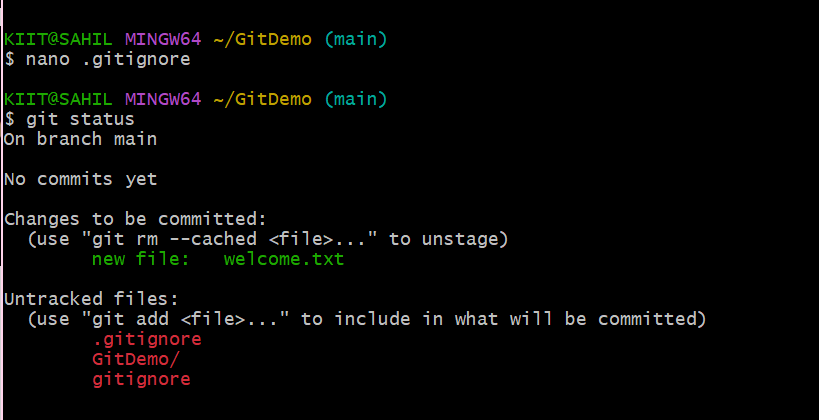 KIIT@SAHIL MINGW64 ~/GitDemo (main)
$ nano .gitignore
KIIT@SAHIL MINGW64 ~/GitDemo (main)
$ git status
On branch main
No commits yet
Changes to be committed:
(use "git rm --cached <file>..." to unstage)
new file:   welcome.txt
Untracked files:
(use "git add <file>..." to include in what will be committed)
.gitignore
GitDemo/
gitignore